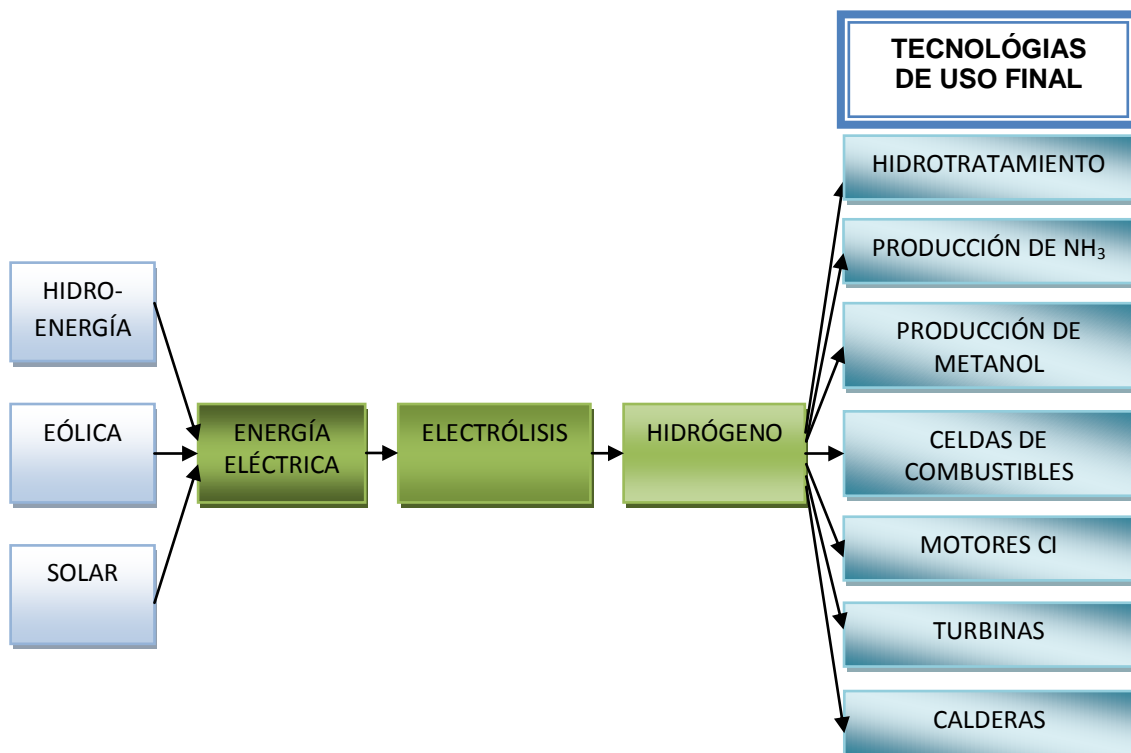 TECNOLÓGIAS
DE USO FINAL
HIDROTRATAMIENTO
PRODUCCIÓN DE NH₃
HIDRO-
ENERGÍA
PRODUCCIÓN DE
METANOL
EÓLICA
ENERGÍA
ELÉCTRICA
ELECTRÓLISIS
HIDRÓGENO
CELDAS DE
COMBUSTIBLES
MOTORES CI
SOLAR
TURBINAS
CALDERAS